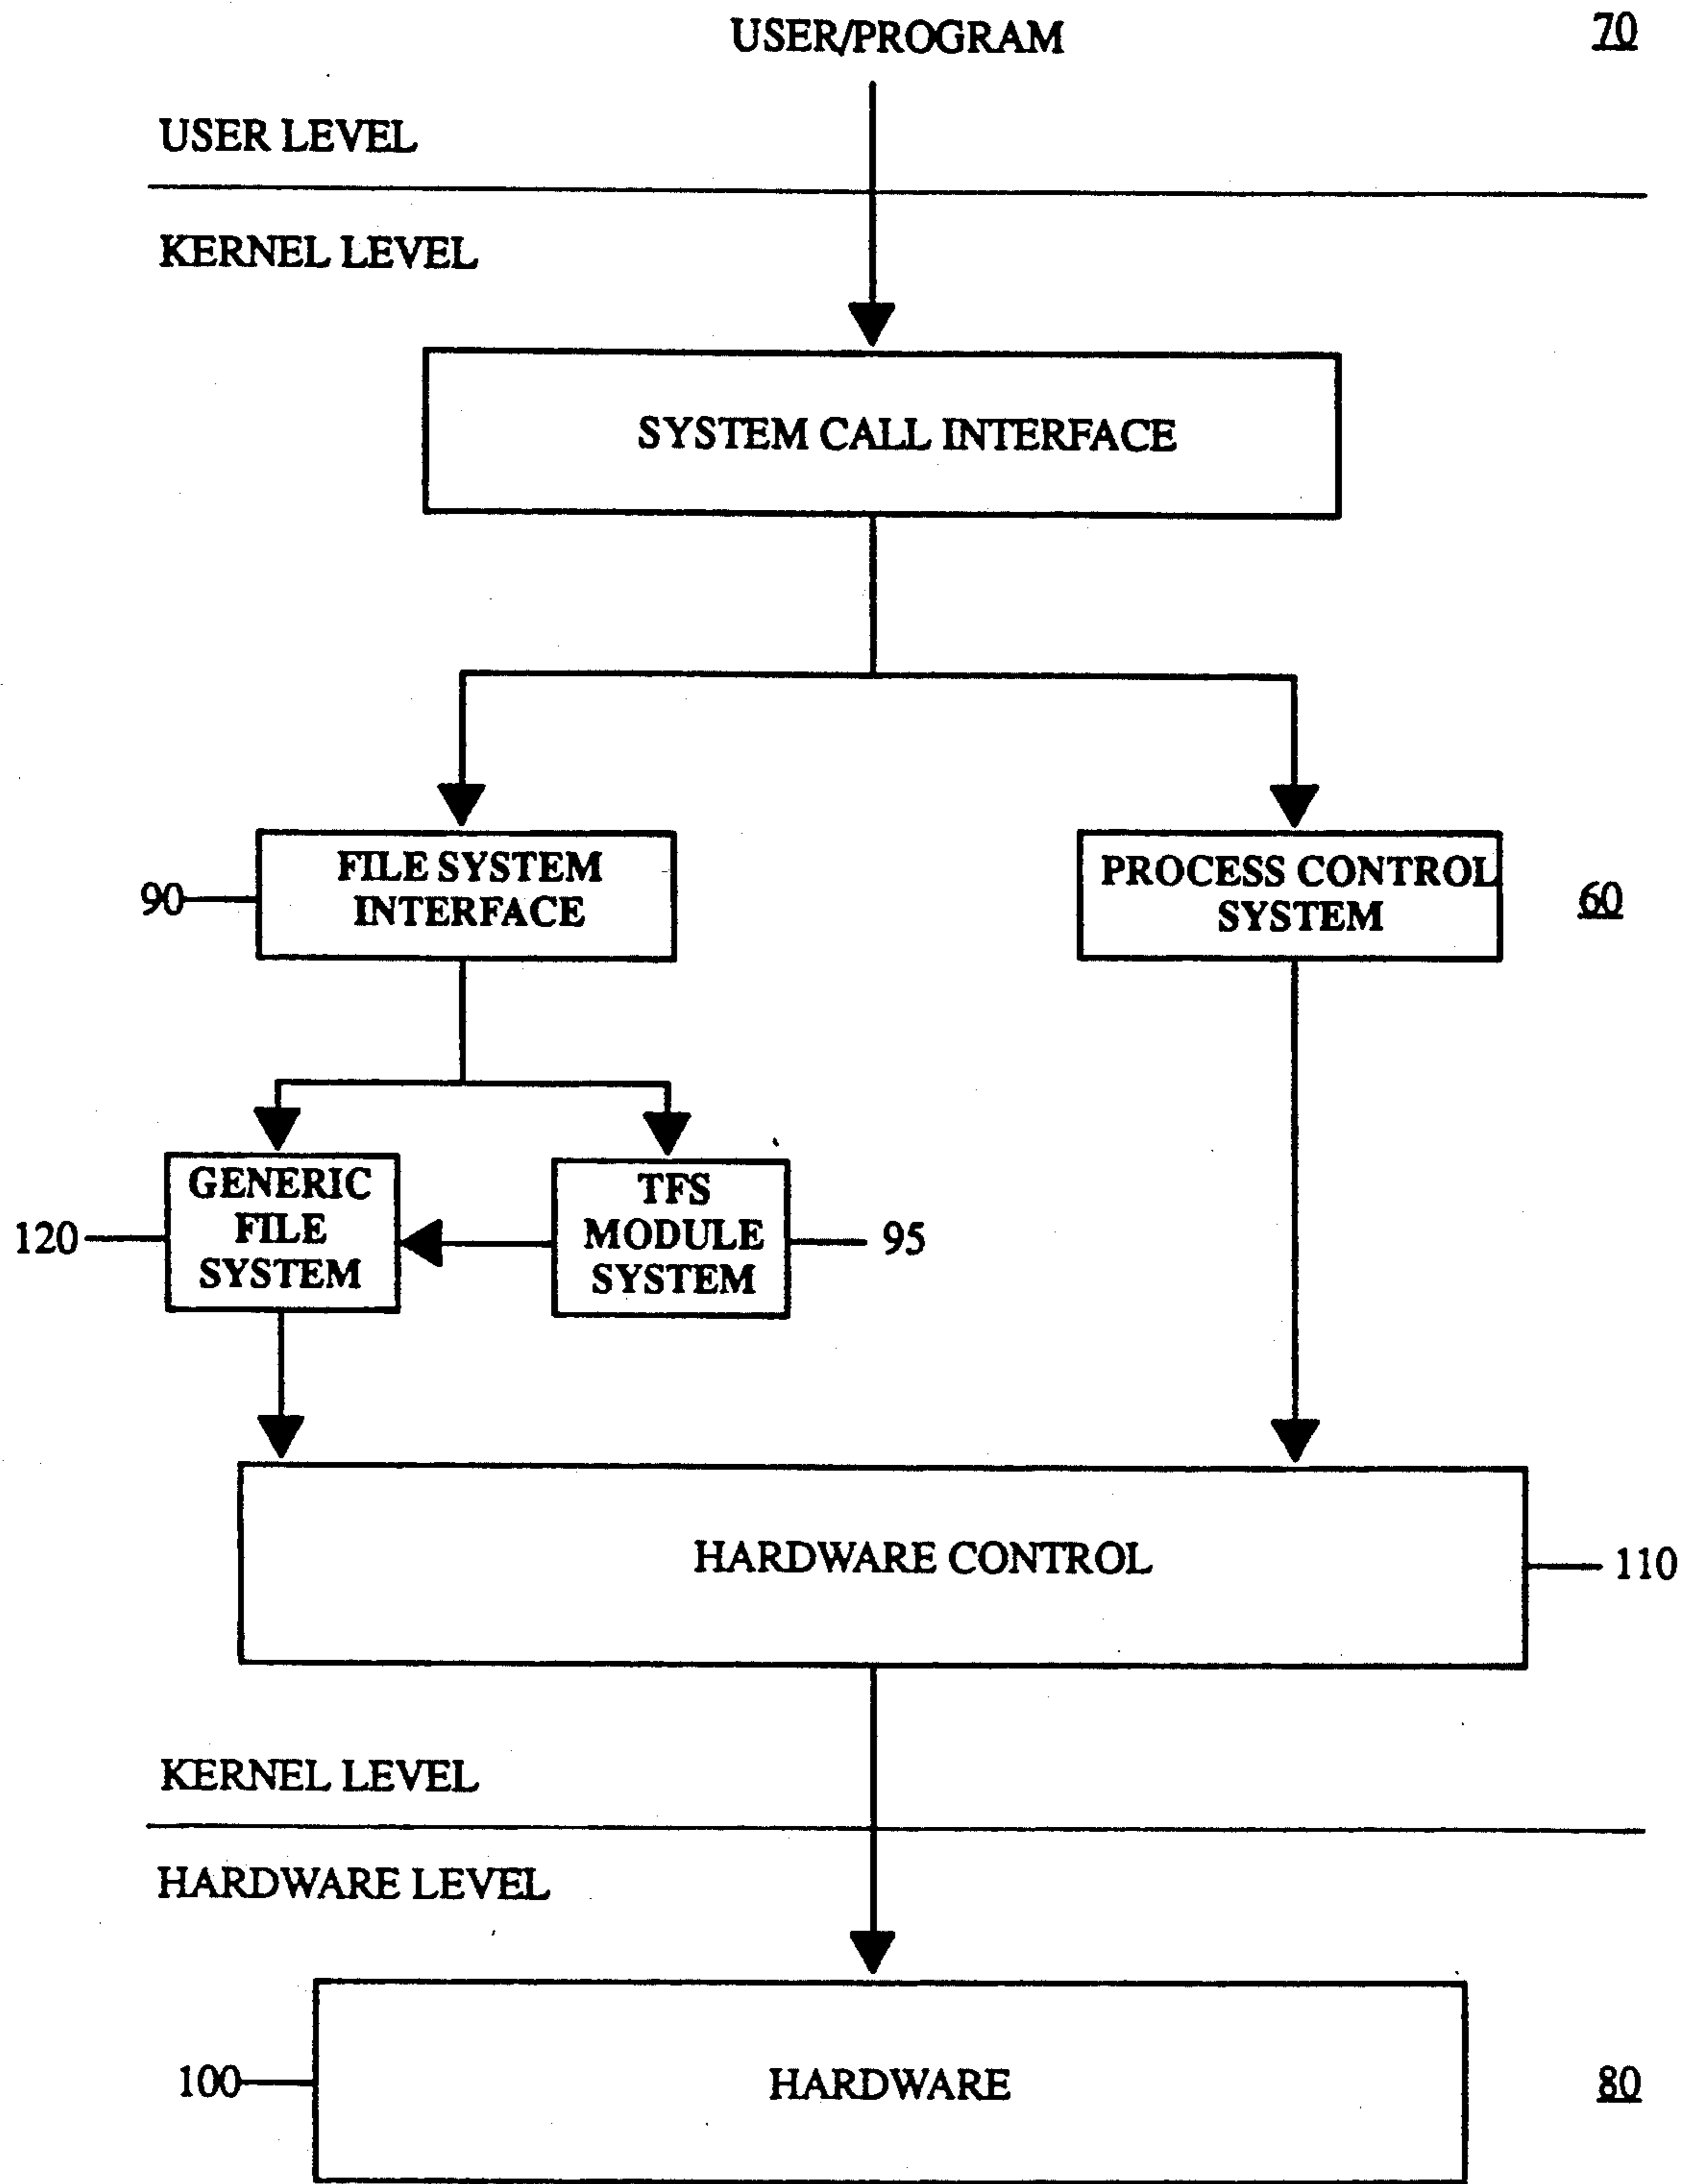 USER/PROGRAM
70
USER LEVEL
KERNEL LEVEL
SYSTEM CALL INTERFACE
FILE SYSTEM
INTERFACE
90
PROCESS CONTROL
SYSTEM
60
GENERIC
FILE
SYSTEM
120
TFS
MODULE
SYSTEM
95
HARDWARE CONTROL
110
KERNEL LEVEL
HARDWARE LEVEL
100
HARDWARE
80